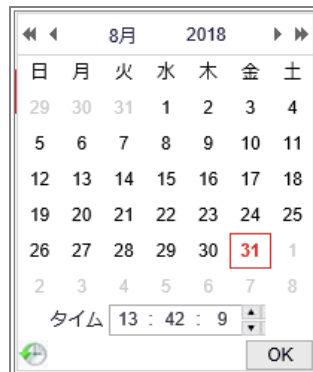 8月 2018
日 月 火 水 木 金 土
29 30 31 1 2 3 4
5 6 7 8 9 10 11
12 13 14 15 16 17 18
19 20 21 22 23 24 25
26 27 28 29 30 31 1
2 3 4 5 6 7 8
タイム 13 : 42 : 9
OK